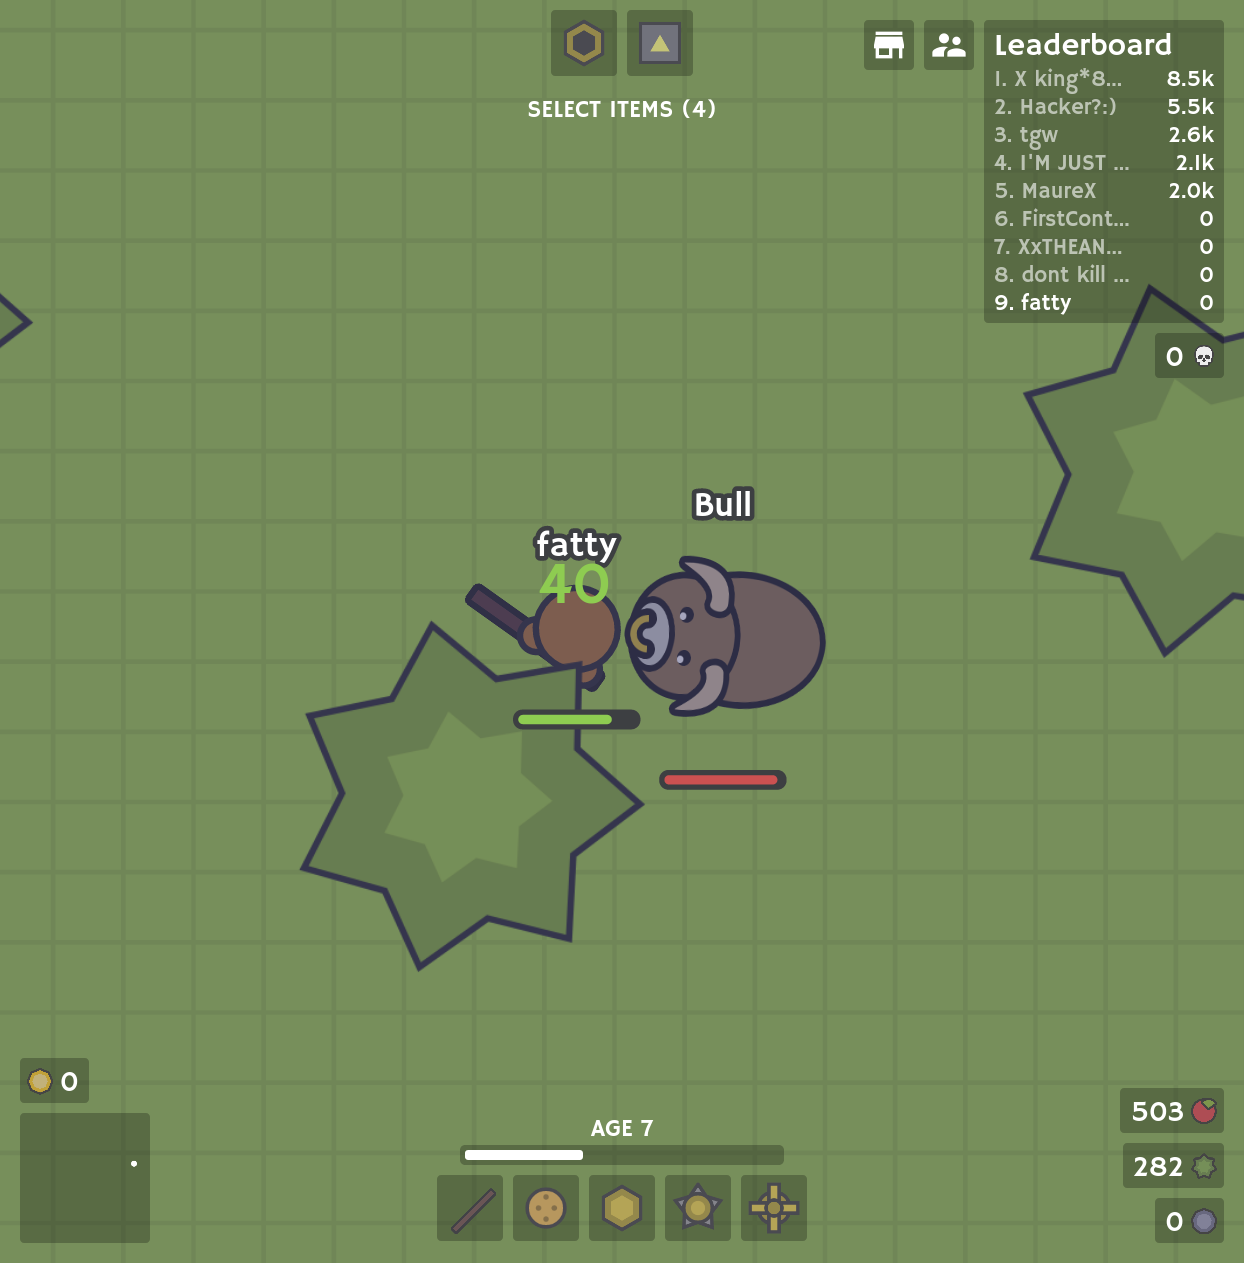 SELECT ITEMS (4)
Leaderboard
1. X king*8... 8.5k
2. Hacker?:) 5.5k
3. tgw 2.6k
4. I'M JUST ... 2.1k
5. MaureX 2.0k
6. FirstCont... 0
7. XxTHEAN... 0
8. dont kill ... 0
9. fatty 0
0
Bull
fatty
40
0
AGE 7
503
282
0